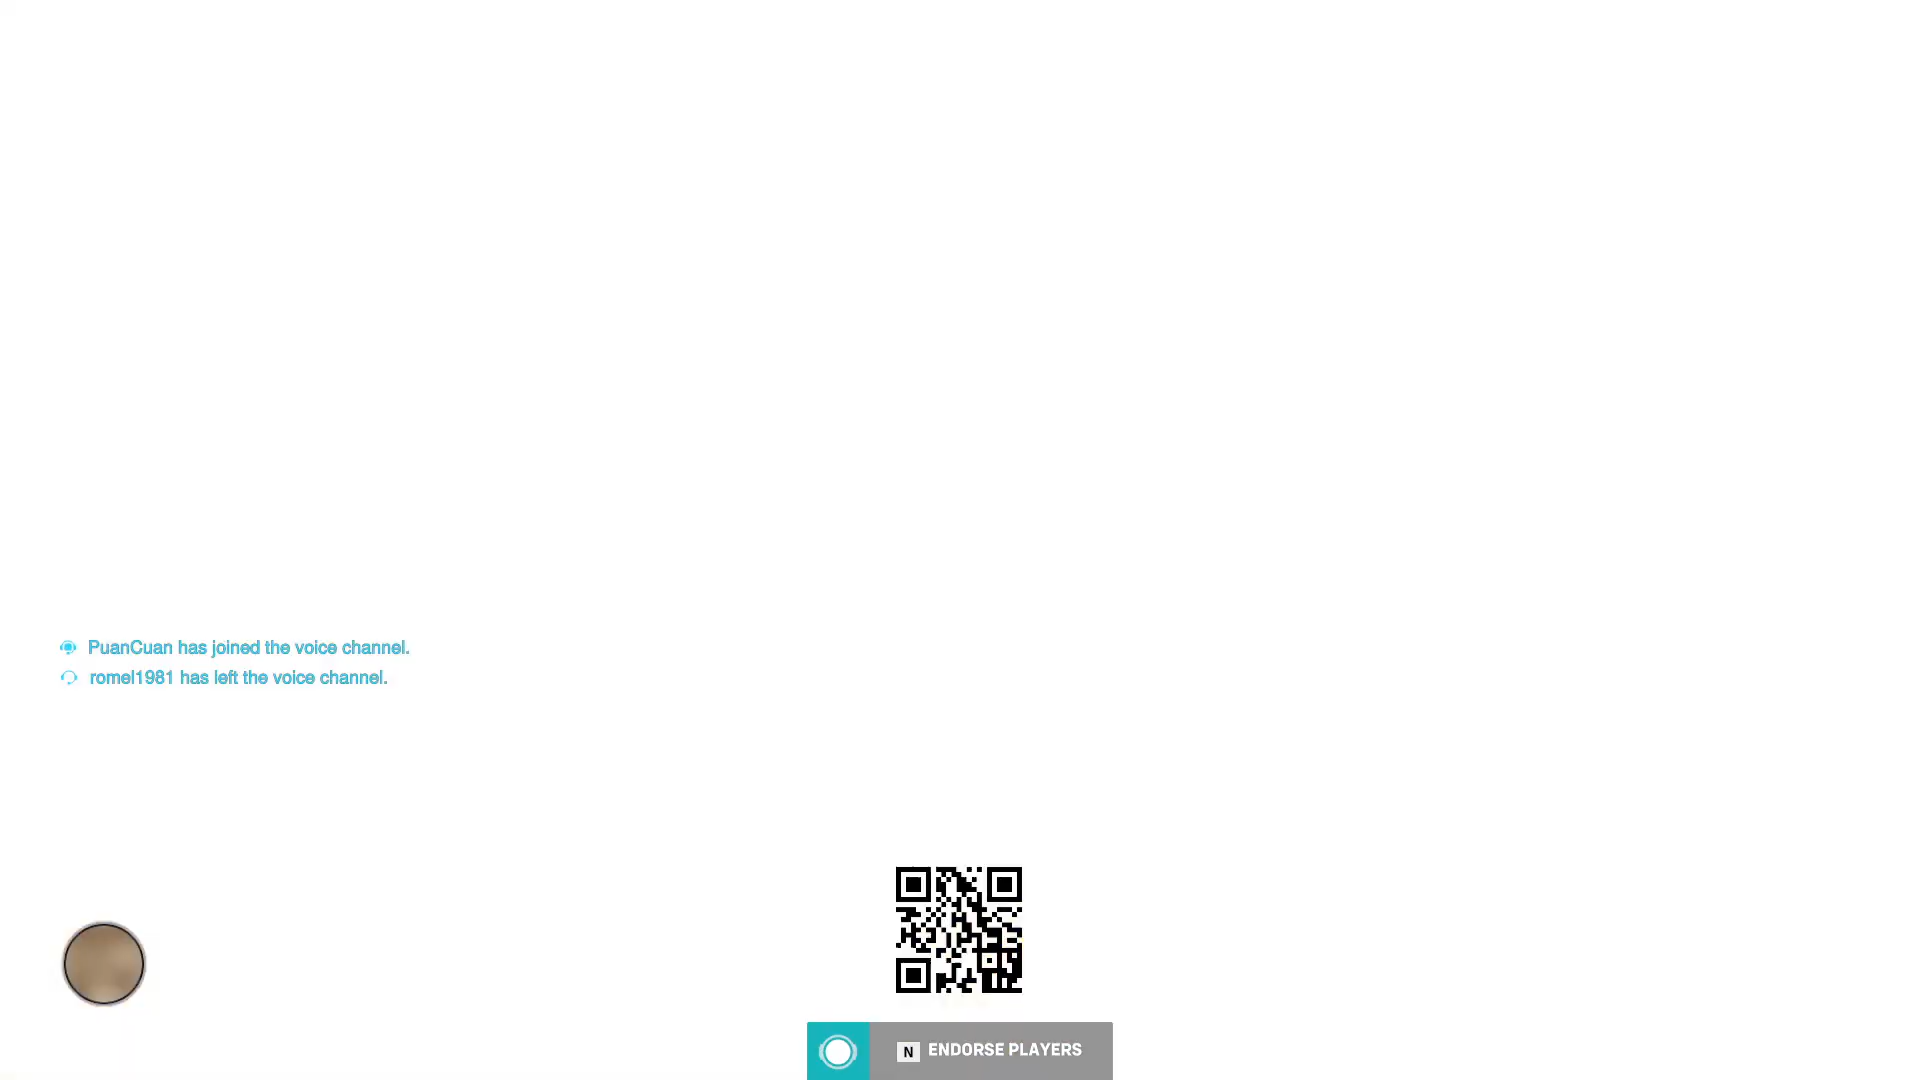 PuanCuan has joined the voice channel.
romel1981 has left the voice channel.
N ENDORSE PLAYERS